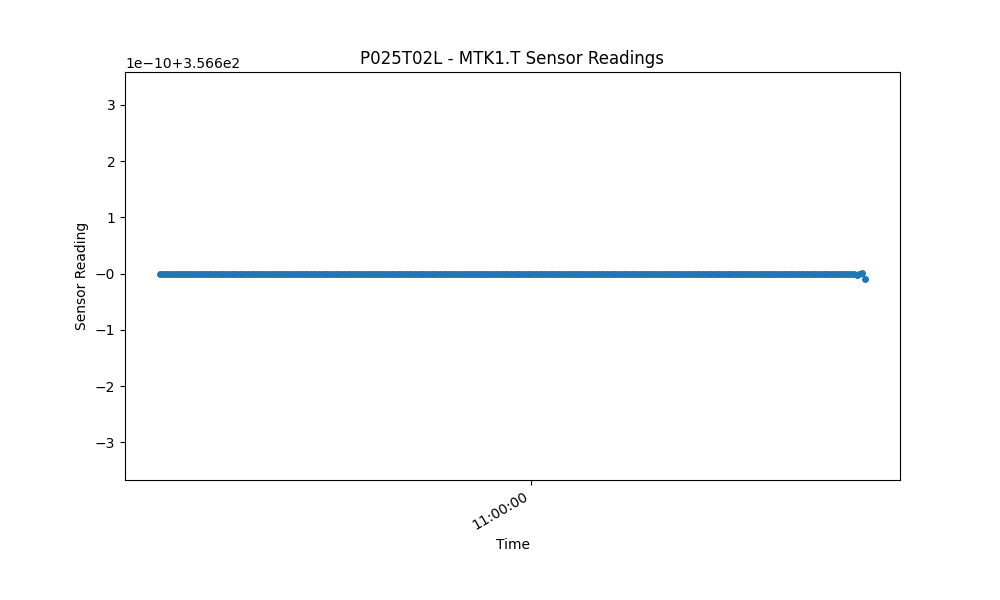 P025T02L - MTK1.T Sensor Readings
1e−10+3.566e2
3
2
1
−0
−1
−2
−3
Sensor Reading
11:00:00
Time